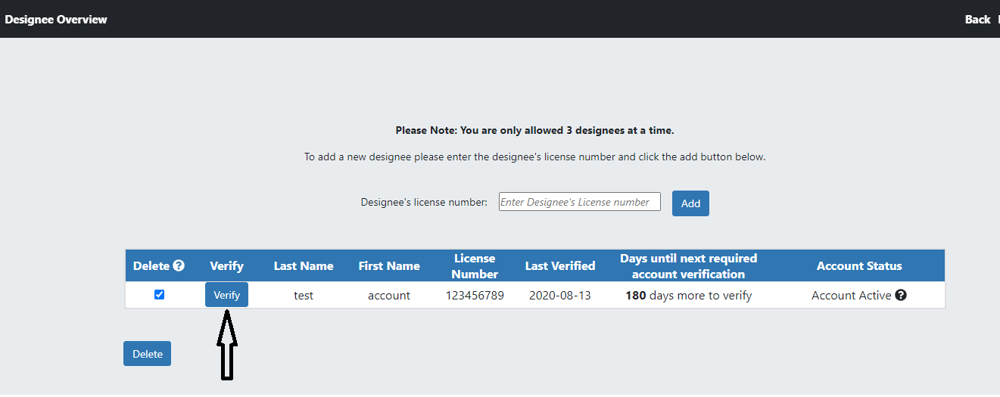 Designee Overview
Back
Please Note: You are only allowed 3 designees at a time.
To add a new designee please enter the designee's license number and click the add button below.
Designee's license number: Enter Designee's License number Add
Delete ? Verify Last Name First Name License Number Last Verified Days until next required account verification Account Status
Verify test account 123456789 2020-08-13 180 days more to verify Account Active ?
Delete